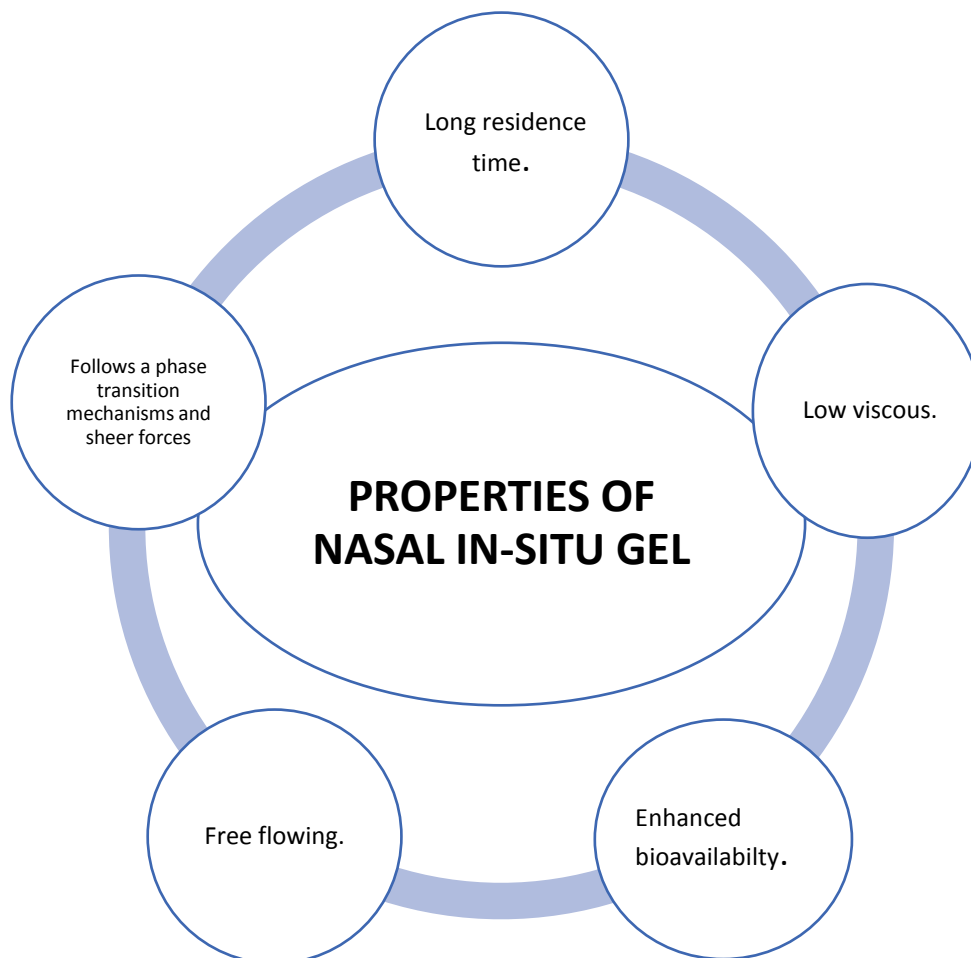 Long residence
time.
Follows a phase
transition
mechanisms and
sheer forces
Low viscous.
PROPERTIES OF
NASAL IN-SITU GEL
Free flowing.
Enhanced
bioavailabilty.